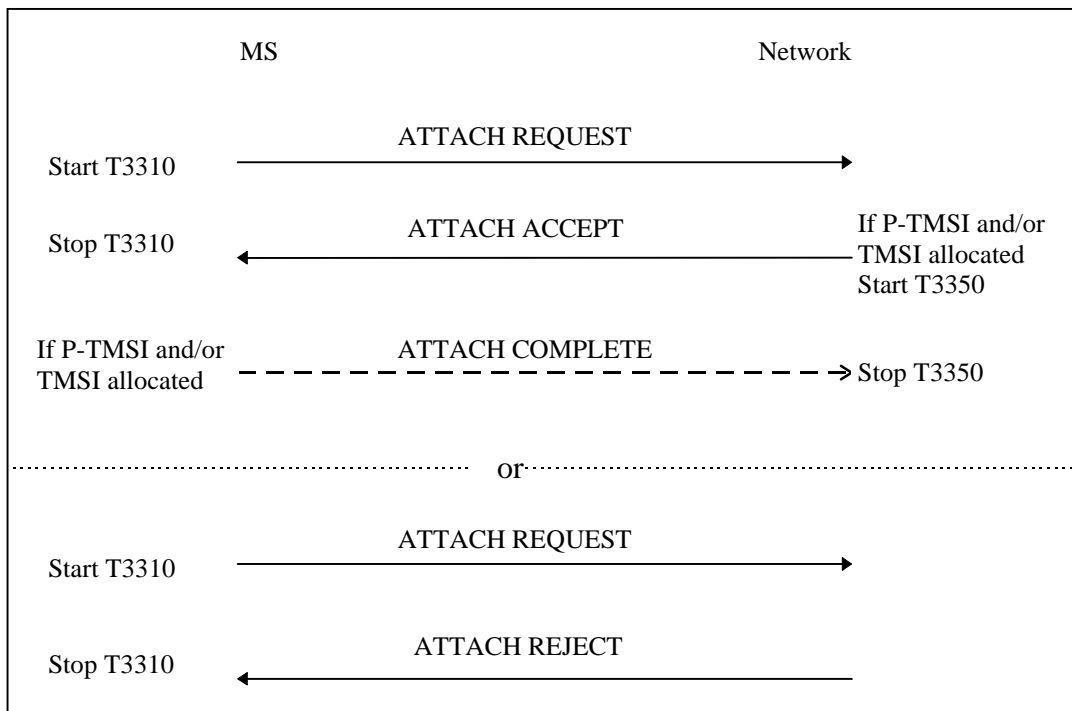 MS Network
ATTACH REQUEST
Start T3310
ATTACH ACCEPT
Stop T3310
If P-TMSI and/or
TMSI allocated
Start T3350
If P-TMSI and/or
TMSI allocated
ATTACH COMPLETE
Stop T3350
or
ATTACH REQUEST
Start T3310
ATTACH REJECT
Stop T3310